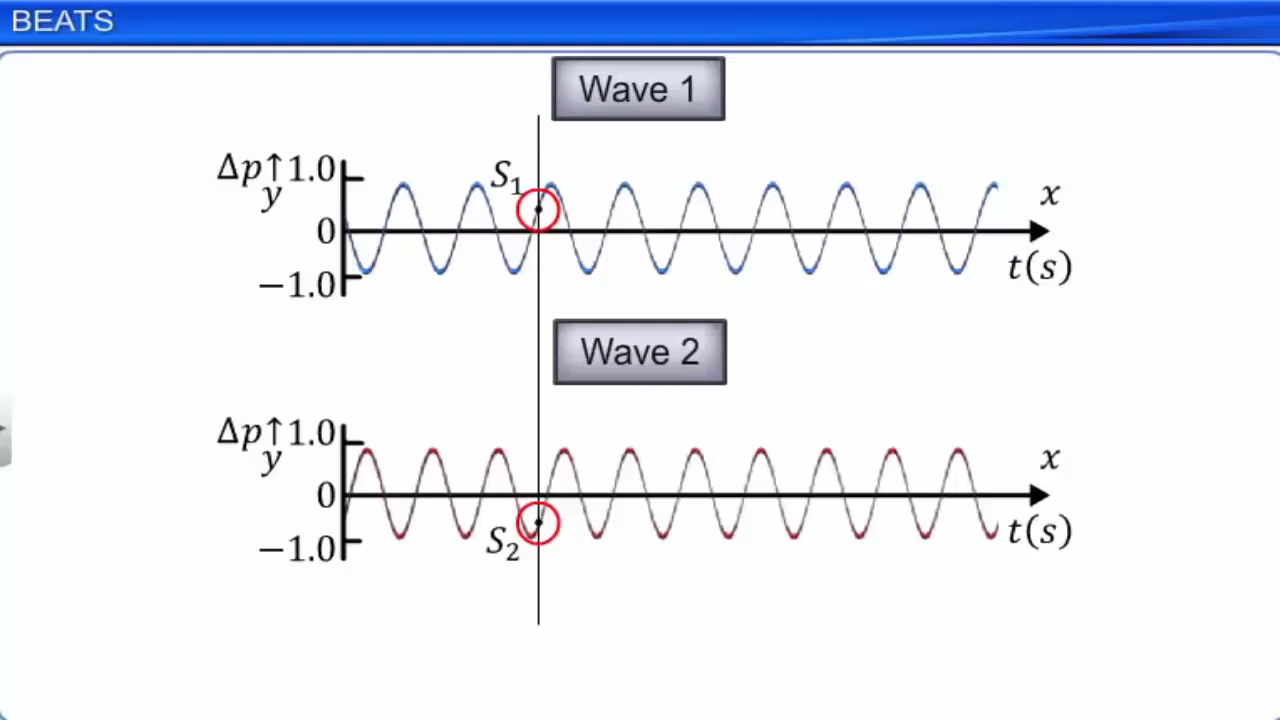 BEATS
Wave 1
Δp↑1.0
y
S₁
x
0
−1.0
t(s)
Wave 2
Δp↑1.0
y
x
0
−1.0
S₂
t(s)